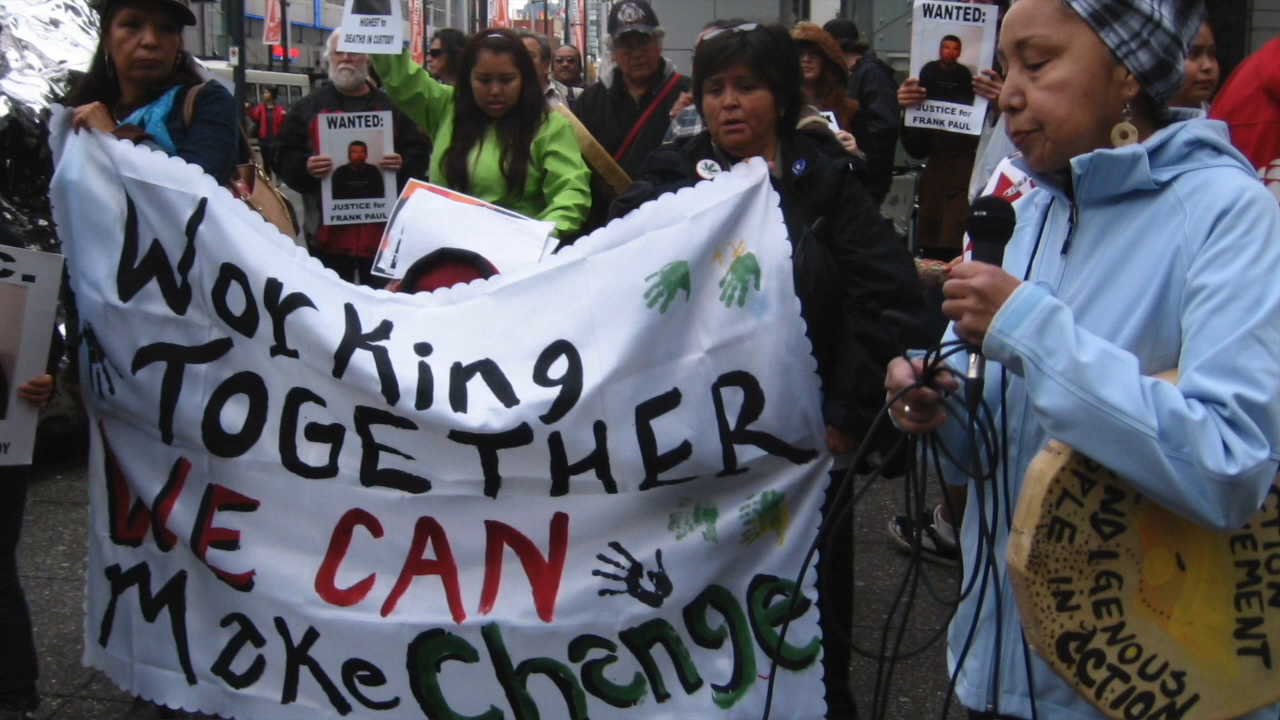 HIGHEST
DEATHS IN CUSTODY
WANTED:
JUSTICE for
FRANK PAUL
WANTED:
JUSTICE for
FRANK PAUL
Working
TOGETHER
WE CAN
Make change
INDIGENOUS
PEOPLE IN
ACTION